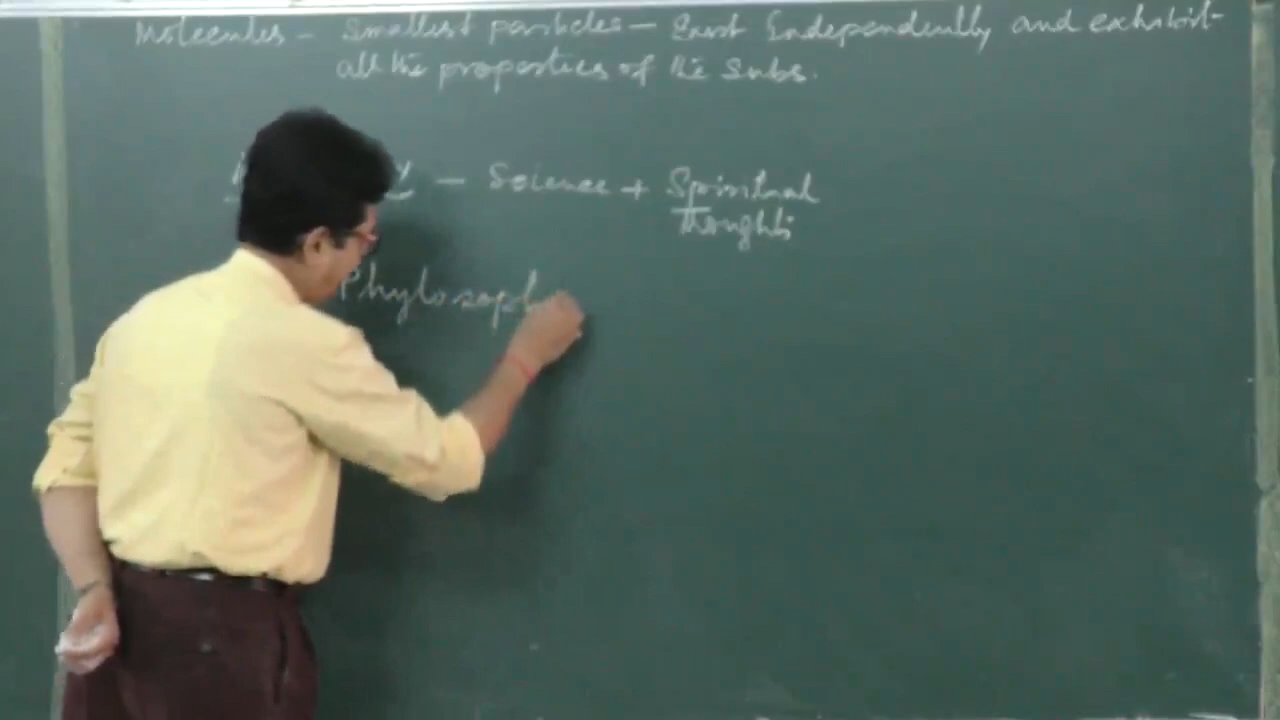 Molecules - Smallest particles - Exist Independently and exhibit
all the properties of the Subs.
- Science + Spiritual
thoughts
Phylosoph